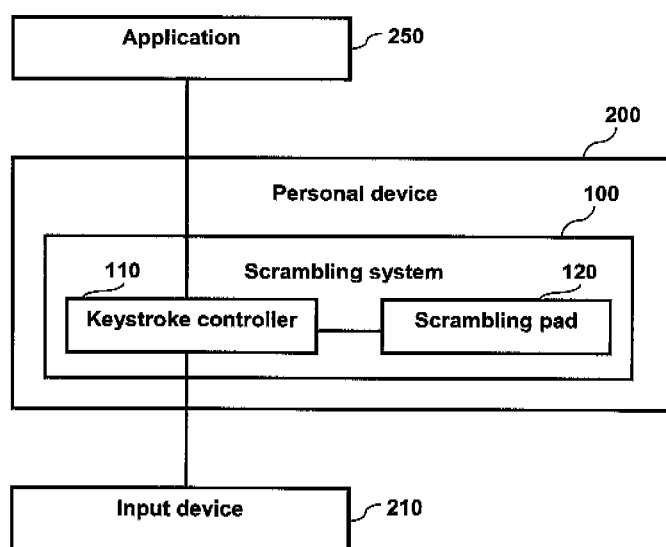 Application
250
200
Personal device
100
Scrambling system
110
120
Keystroke controller
Scrambling pad
Input device
210